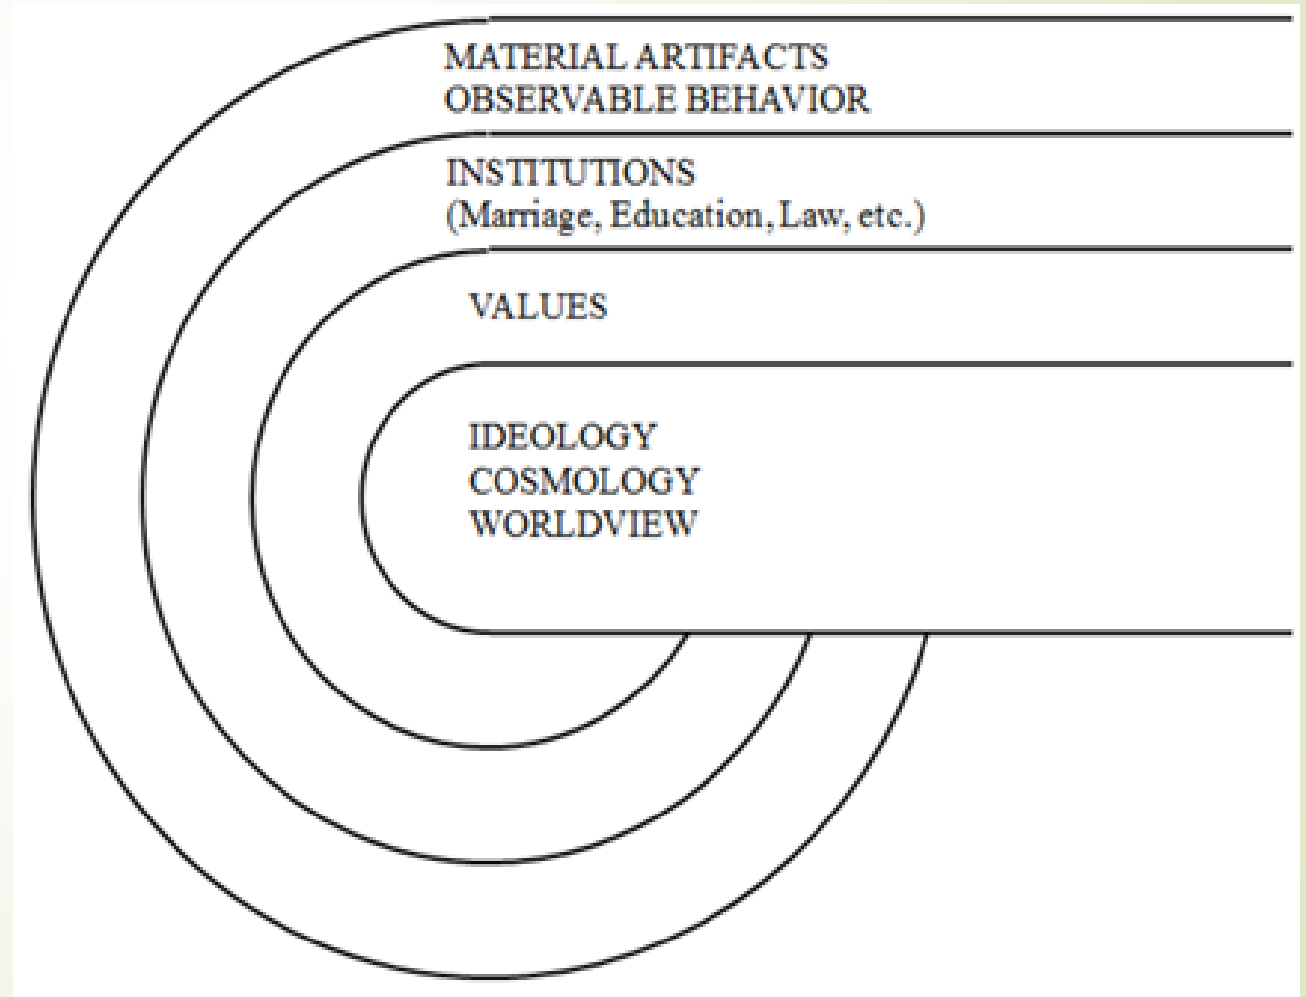 MATERIAL ARTIFACTS
OBSERVABLE BEHAVIOR
INSTITUTIONS
(Marriage, Education, Law, etc.)
VALUES
IDEOLOGY
COSMOLOGY
WORLDVIEW